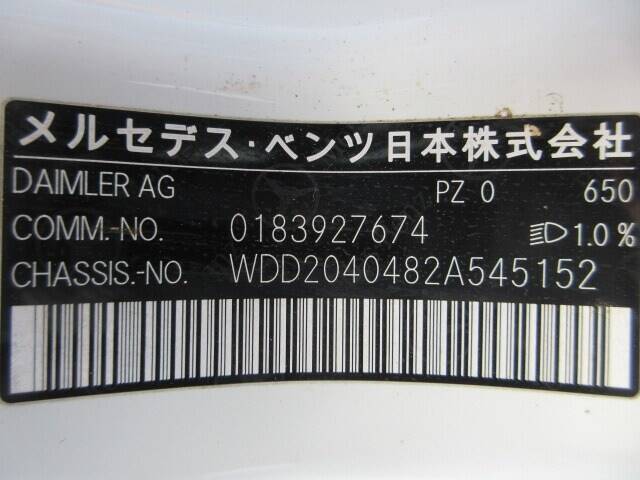 メルセデス・ベンツ日本株式会社
DAIMLER AG PZ 0 650
COMM.-NO. 0183927674 1.0 %
CHASSIS.-NO. WDD2040482A545152